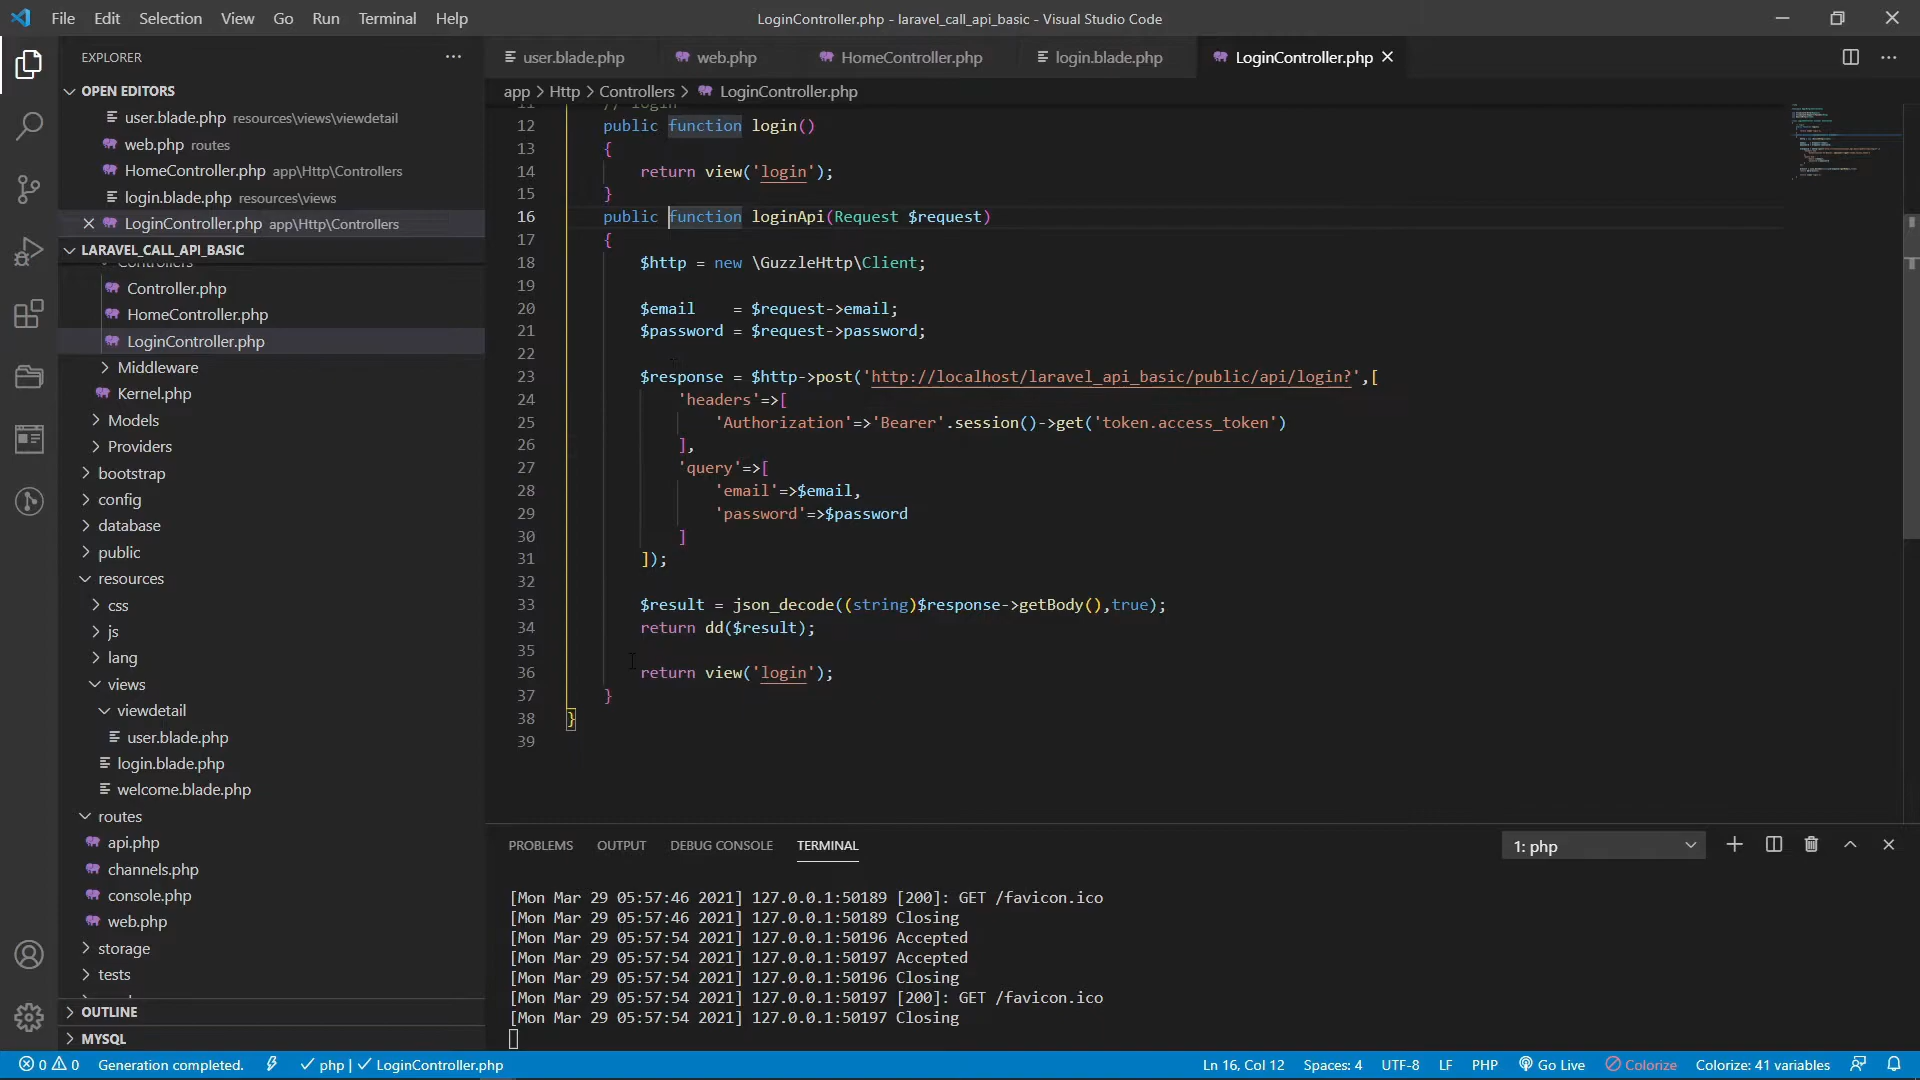 File Edit Selection View Go Run Terminal Help
LoginController.php - laravel_call_api_basic - Visual Studio Code
EXPLORER
OPEN EDITORS
user.blade.php resources\views\viewdetail
web.php routes
HomeController.php app\Http\Controllers
login.blade.php resources\views
LoginController.php app\Http\Controllers
LARAVEL_CALL_API_BASIC
Controllers
Controller.php
HomeController.php
LoginController.php
Middleware
Kernel.php
Models
Providers
bootstrap
config
database
public
resources
css
js
lang
views
viewdetail
user.blade.php
login.blade.php
welcome.blade.php
routes
api.php
channels.php
console.php
web.php
storage
tests
OUTLINE
MYSQL
user.blade.php web.php HomeController.php login.blade.php LoginController.php
app > Http > Controllers > LoginController.php
11 // login
12 public function login()
13 {
14 return view('login');
15 }
16 public function loginApi(Request $request)
17 {
18 $http = new \GuzzleHttp\Client;
19
20 $email    = $request->email;
21 $password = $request->password;
22
23 $response = $http->post('http://localhost/laravel_api_basic/public/api/login?',[
24 'headers'=>[
25 'Authorization'=>'Bearer'.session()->get('token.access_token')
26 ],
27 'query'=>[
28 'email'=>$email,
29 'password'=>$password
30 ]
31 ]);
32
33 $result = json_decode((string)$response->getBody(),true);
34 return dd($result);
35
36 return view('login');
37 }
38 }
39
PROBLEMS OUTPUT DEBUG CONSOLE TERMINAL
1: php
[Mon Mar 29 05:57:46 2021] 127.0.0.1:50189 [200]: GET /favicon.ico
[Mon Mar 29 05:57:46 2021] 127.0.0.1:50189 Closing
[Mon Mar 29 05:57:54 2021] 127.0.0.1:50196 Accepted
[Mon Mar 29 05:57:54 2021] 127.0.0.1:50197 Accepted
[Mon Mar 29 05:57:54 2021] 127.0.0.1:50196 Closing
[Mon Mar 29 05:57:54 2021] 127.0.0.1:50197 [200]: GET /favicon.ico
[Mon Mar 29 05:57:54 2021] 127.0.0.1:50197 Closing
0 0 Generation completed. php | LoginController.php Ln 16, Col 12 Spaces: 4 UTF-8 LF PHP Go Live Colorize Colorize: 41 variables